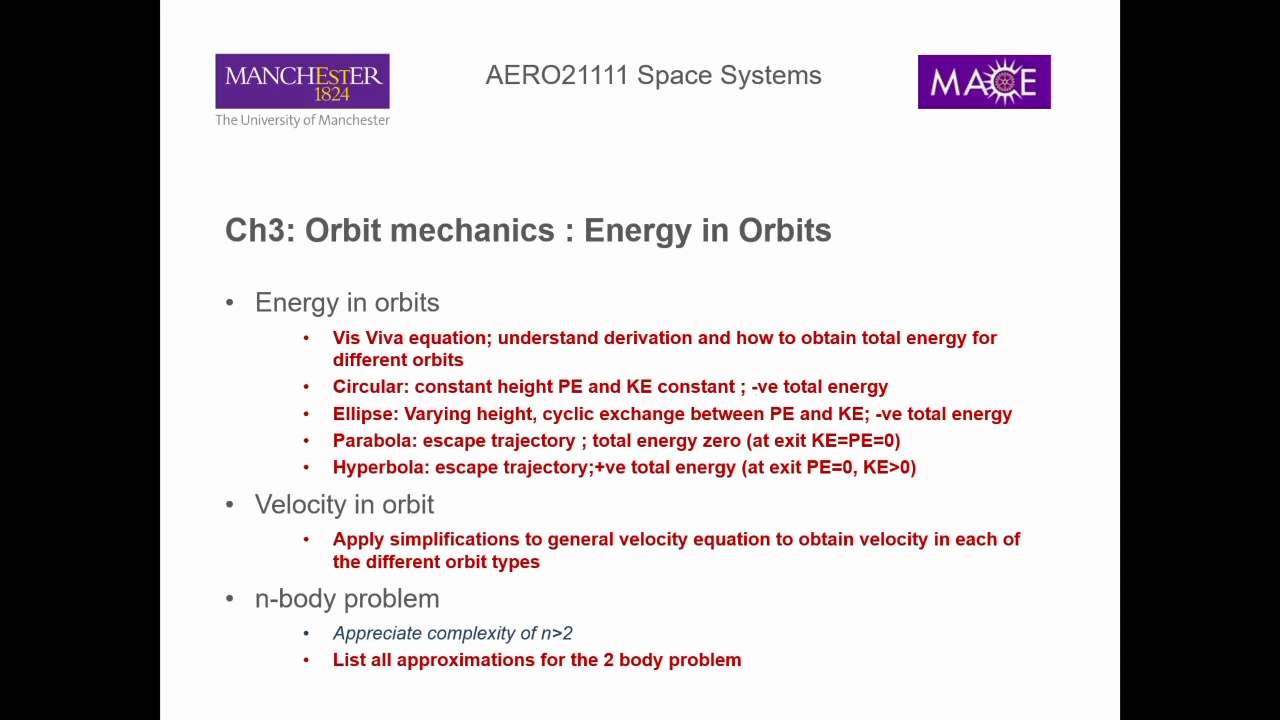 MANCHESTER
1824
The University of Manchester
AERO21111 Space Systems
MACE
Ch3: Orbit mechanics : Energy in Orbits
• Energy in orbits
• Vis Viva equation; understand derivation and how to obtain total energy for
different orbits
• Circular: constant height PE and KE constant ; -ve total energy
• Ellipse: Varying height, cyclic exchange between PE and KE; -ve total energy
• Parabola: escape trajectory ; total energy zero (at exit KE=PE=0)
• Hyperbola: escape trajectory;+ve total energy (at exit PE=0, KE>0)
• Velocity in orbit
• Apply simplifications to general velocity equation to obtain velocity in each of
the different orbit types
• n-body problem
• Appreciate complexity of n>2
• List all approximations for the 2 body problem